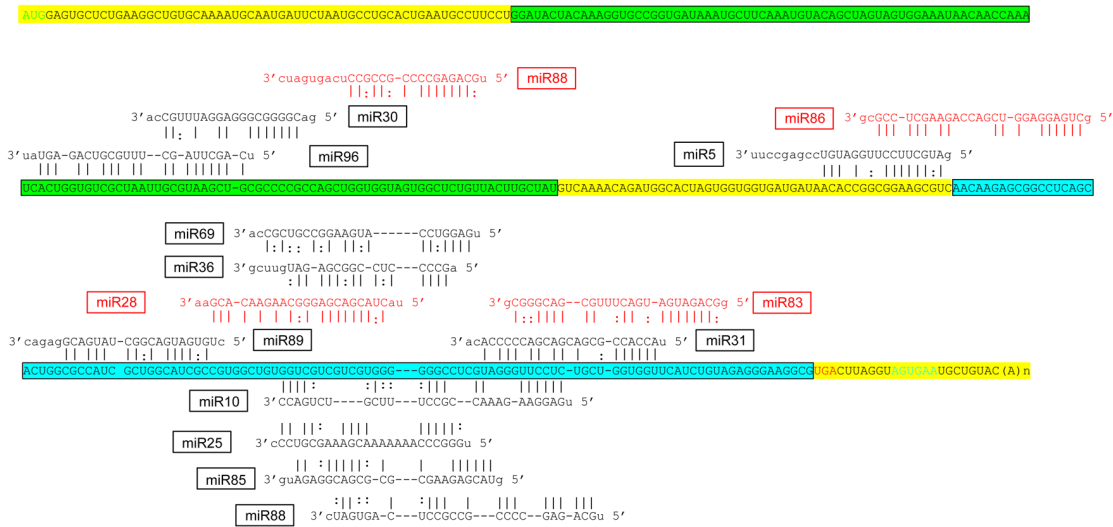 AUGGAGUGCUCUGAAGGCUGUGCAAAAUGCAAUGAUUCUAAUGCCUGCACUGAAUGCCUUCCUGGAUACUACAAAGGUGCCGGUGAUAAAUGCUUCAAAUGUACAGCUAGUAGUGGAAAUAACAACCAAA
3'cuagugacuCCGCCG-CCCCGAGACGu 5' miR88
3'acCGUUUAGGAGGGCGGGGCag 5' miR30
miR86 3'gcGCC-UCGAAGACCAGCU-GGAGGAGUCg 5'
3'uaUGA-GACUGCGUUU--CG-AUUCGA-Cu 5' miR96
miR5 3'uuccgagccUGUAGGUUCCUUCGUAg 5'
UCACUGGUGUCGCUAAUUGCGUAAGCU-GCGCCCCGCCAGCUGGUGGUAGUGGCUCUGUUACUUGCUAUGUCAAAACAGAUGGCACUAGUGGUGGUGAUGAUAACACCGGCGGAAGCGUCAACAAGAGCGGCCUCAGC
miR69 3'acCGCUGCCGGAAGUA------CCUGGAGu 5'
miR36 3'gcuugUAG-AGCGGC-CUC---CCCGa 5'
miR28 3'aaGCA-CAAGAACGGGAGCAGCAUCau 5'
3'gCGGGCAG--CGUUUCAGU-AGUAGACGg 5' miR83
3'cagagGCAGUAU-CGGCAGUAGUGUc 5' miR89
3'acACCCCCAGCAGCAGCG-CCACCAu 5' miR31
ACUGGCGCCAUC GCUGGCAUCGCCGUGGCUGUGGUCGUCGUCGUGGG---GGGCCUCGUAGGGUUCCUC-UGCU-GGUGGUUCAUCUGUAGAGGGAAGGCGUGACUUAGGUAGUGAAUGCUGUAC(A)n
miR10 3'CCAGUCU----GCUU---UCCGC--CAAAG-AAGGAGu 5'
miR25 3'cCCUGCGAAAGCAAAAAAACCCGGGu 5'
miR85 3'guAGAGGCAGCG-CG---CGAAGAGCAUg 5'
miR88 3'cUAGUGA-C---UCCGCCG---CCCC-GAG-ACGu 5'